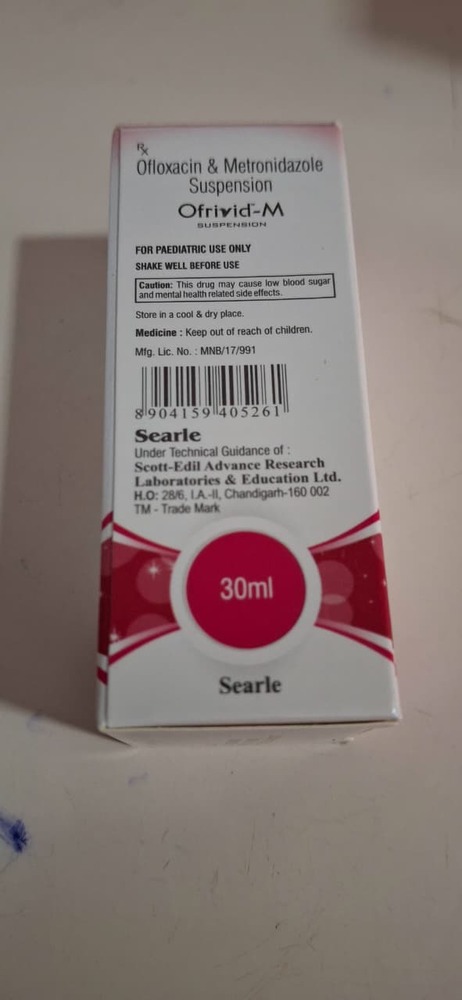 Rx
Ofloxacin & Metronidazole
Suspension
Ofrivid-M
SUSPENSION
FOR PAEDIATRIC USE ONLY
SHAKE WELL BEFORE USE
Caution: This drug may cause low blood sugar
and mental health related side effects.
Store in a cool & dry place.
Medicine : Keep out of reach of children.
Mfg. Lic. No. : MNB/17/991
8 904159 405261
Searle
Under Technical Guidance of :
Scott-Edil Advance Research
Laboratories & Education Ltd.
H.O: 28/6, I.A.-II, Chandigarh-160 002
TM - Trade Mark
30ml
Searle